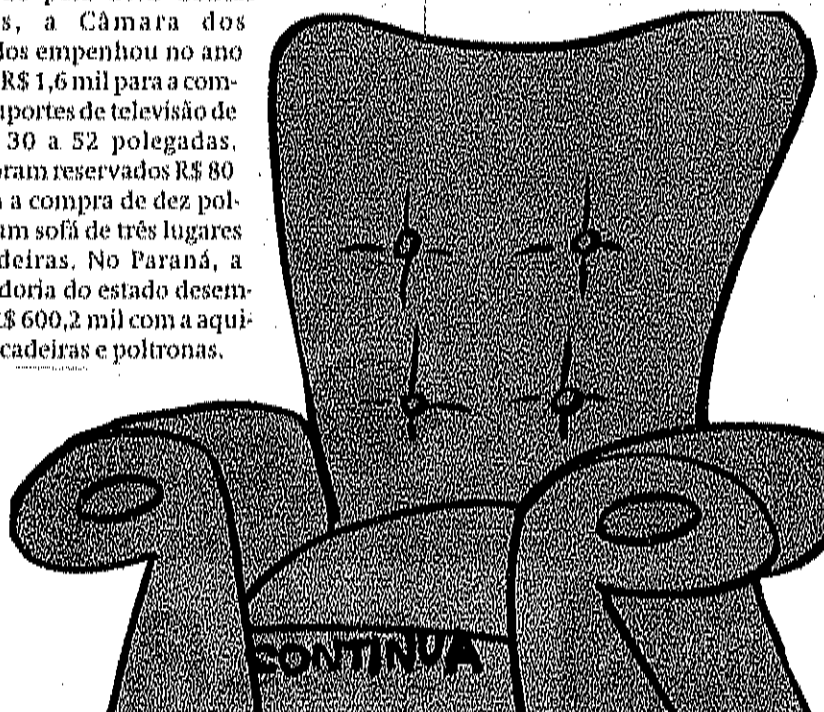 s, a Câmara dos
dos empenhou no ano
R$ 1,6 mil para a com-
uportes de televisão de
30 a 52 polegadas,
oram reservados R$ 80
a compra de dez pol-
um sofá de três lugares
deiras. No Paraná, a
doria do estado desem-
R$ 600,2 mil com a aqui-
cadeiras e poltronas.
CONTINUA